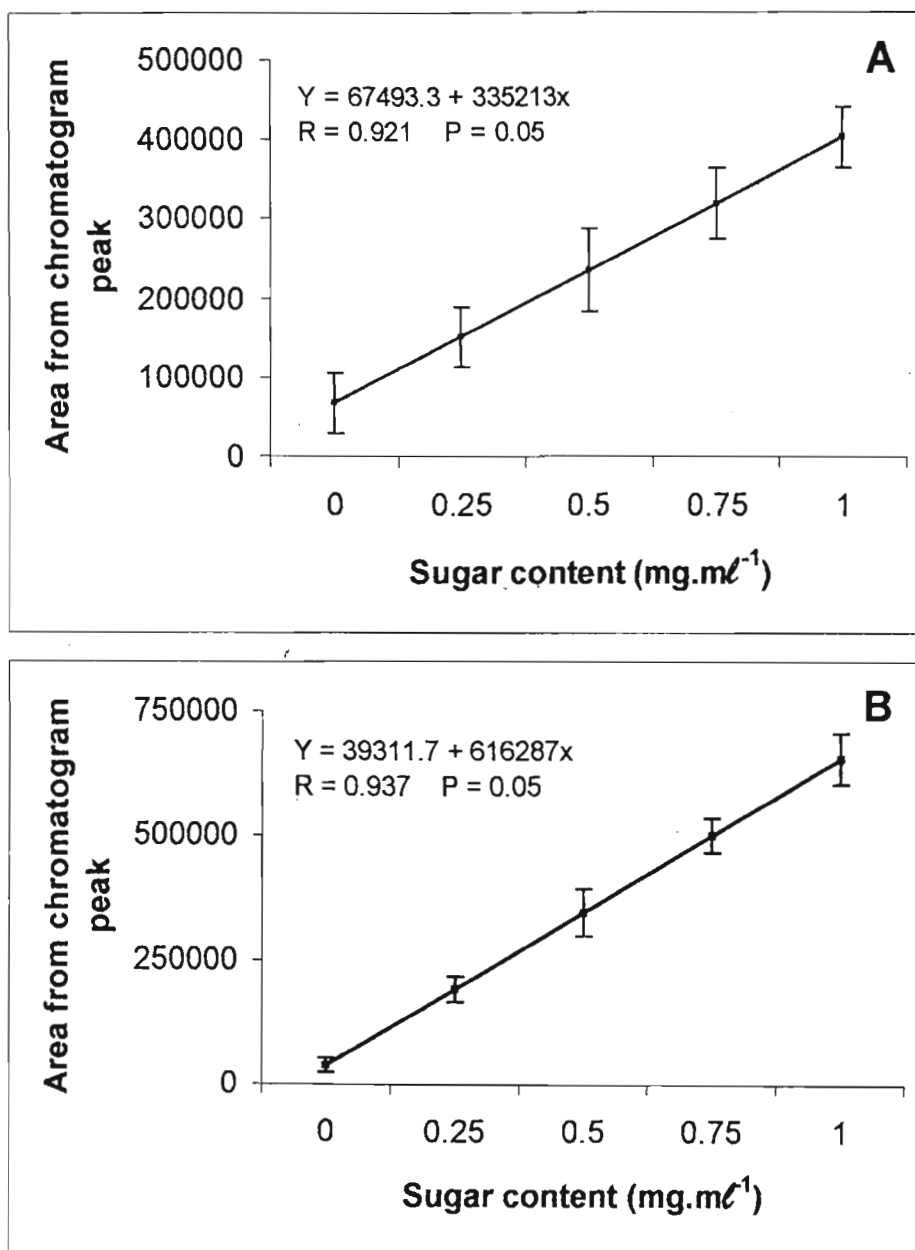 A
Y = 67493.3 + 335213x
R = 0.921 P = 0.05
Area from chromatogram
peak
500000
400000
300000
200000
100000
0
0 0.25 0.5 0.75 1
Sugar content (mg.mℓ⁻¹)
B
Y = 39311.7 + 616287x
R = 0.937 P = 0.05
Area from chromatogram
peak
750000
500000
250000
0
0 0.25 0.5 0.75 1
Sugar content (mg.mℓ⁻¹)